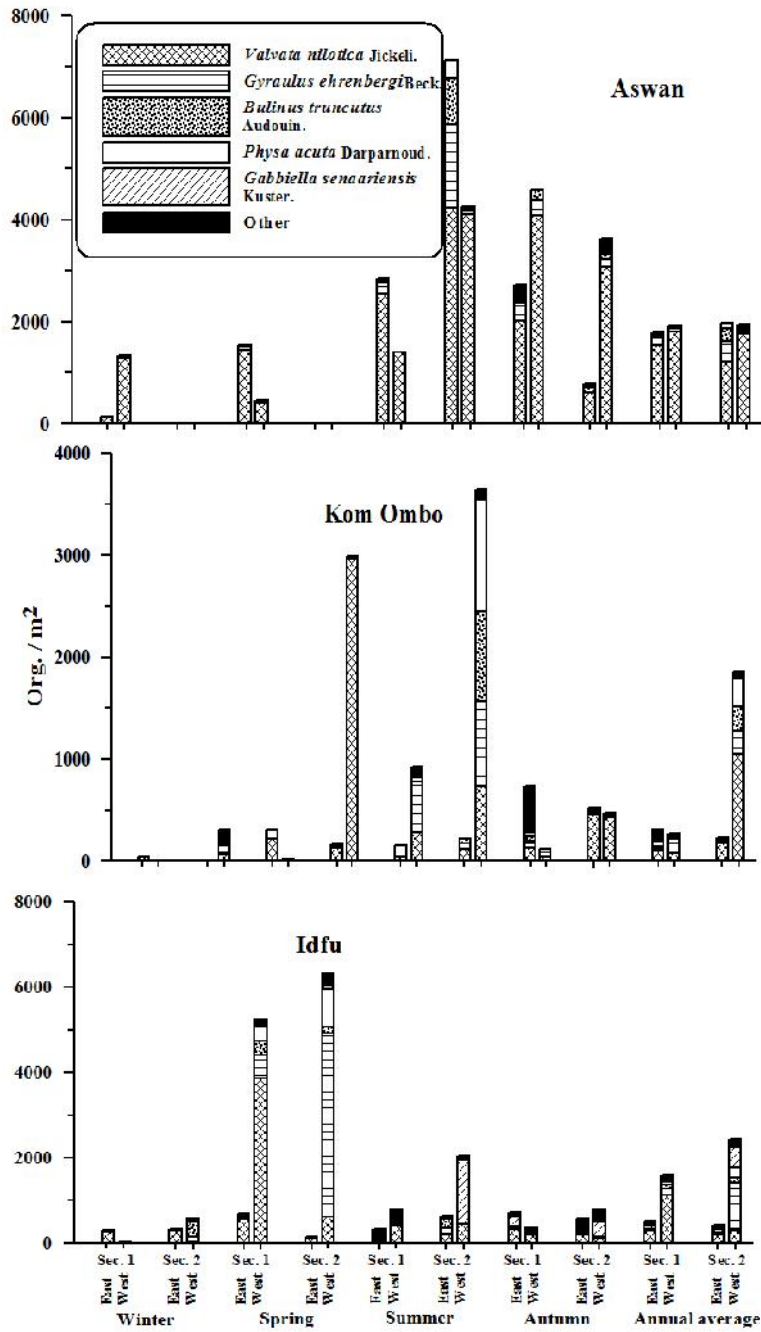 8000
6000
4000
2000
0
Valvata nilotica Jickeli.
Gyraulus ehrenbergi Beck.
Bulinus truncutus
Audouin.
Physa acuta Darparnoud.
Gabbiella senaariensis
Kuster.
Other
Aswan
4000
3000
2000
1000
0
Kom Ombo
Org. / m²
8000
6000
4000
2000
0
Idfu
Sec. 1 Sec. 2 Sec. 1 Sec. 2 Sec. 1 Sec. 2 Sec. 1 Sec. 2 Sec. 1 Sec. 2
East West East West East West East West East West East West East West East West East West East West
Winter Spring Summer Autumn Annual average